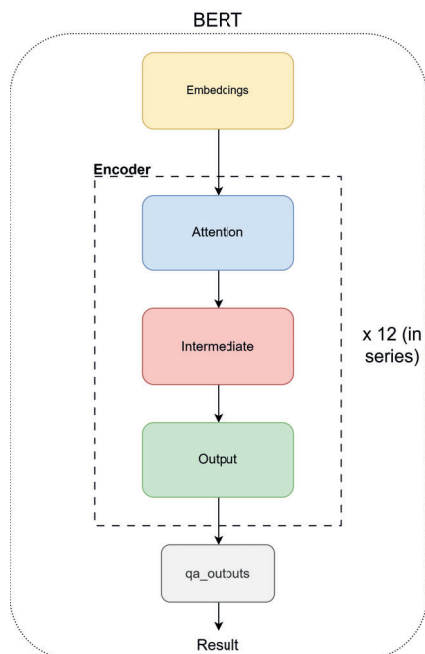 BERT
Embeddings
Encoder
Attention
Intermediate
x 12 (in
series)
Output
qa_outputs
Result